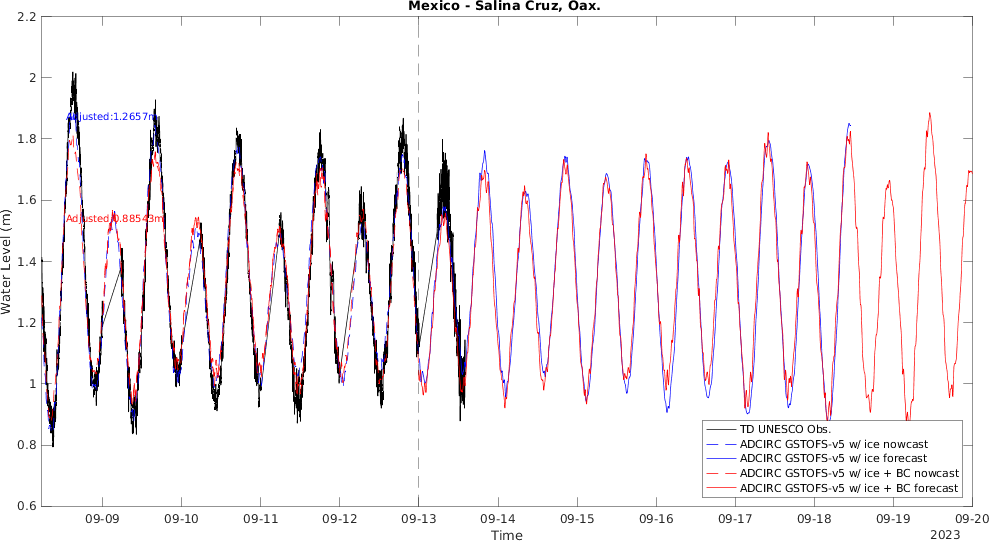 Mexico - Salina Cruz, Oax.
2.2
2
1.8
1.6
1.4
1.2
1
0.8
0.6
Water Level (m)
Adjusted:1.2657m
Adjusted:0.88543m
TD UNESCO Obs.
ADCIRC GSTOFS-v5 w/ ice nowcast
ADCIRC GSTOFS-v5 w/ ice forecast
ADCIRC GSTOFS-v5 w/ ice + BC nowcast
ADCIRC GSTOFS-v5 w/ ice + BC forecast
09-09 09-10 09-11 09-12 09-13 09-14 09-15 09-16 09-17 09-18 09-19 09-20
Time
2023